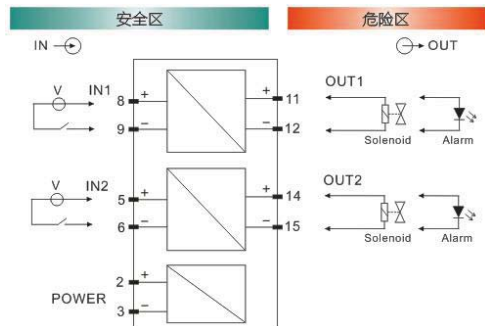 安全区 危险区
IN OUT
V IN1 8 + + 11 OUT1
9 − − 12
Solenoid Alarm
V IN2 5 + + 14 OUT2
6 − − 15
Solenoid Alarm
2 +
POWER
3 −